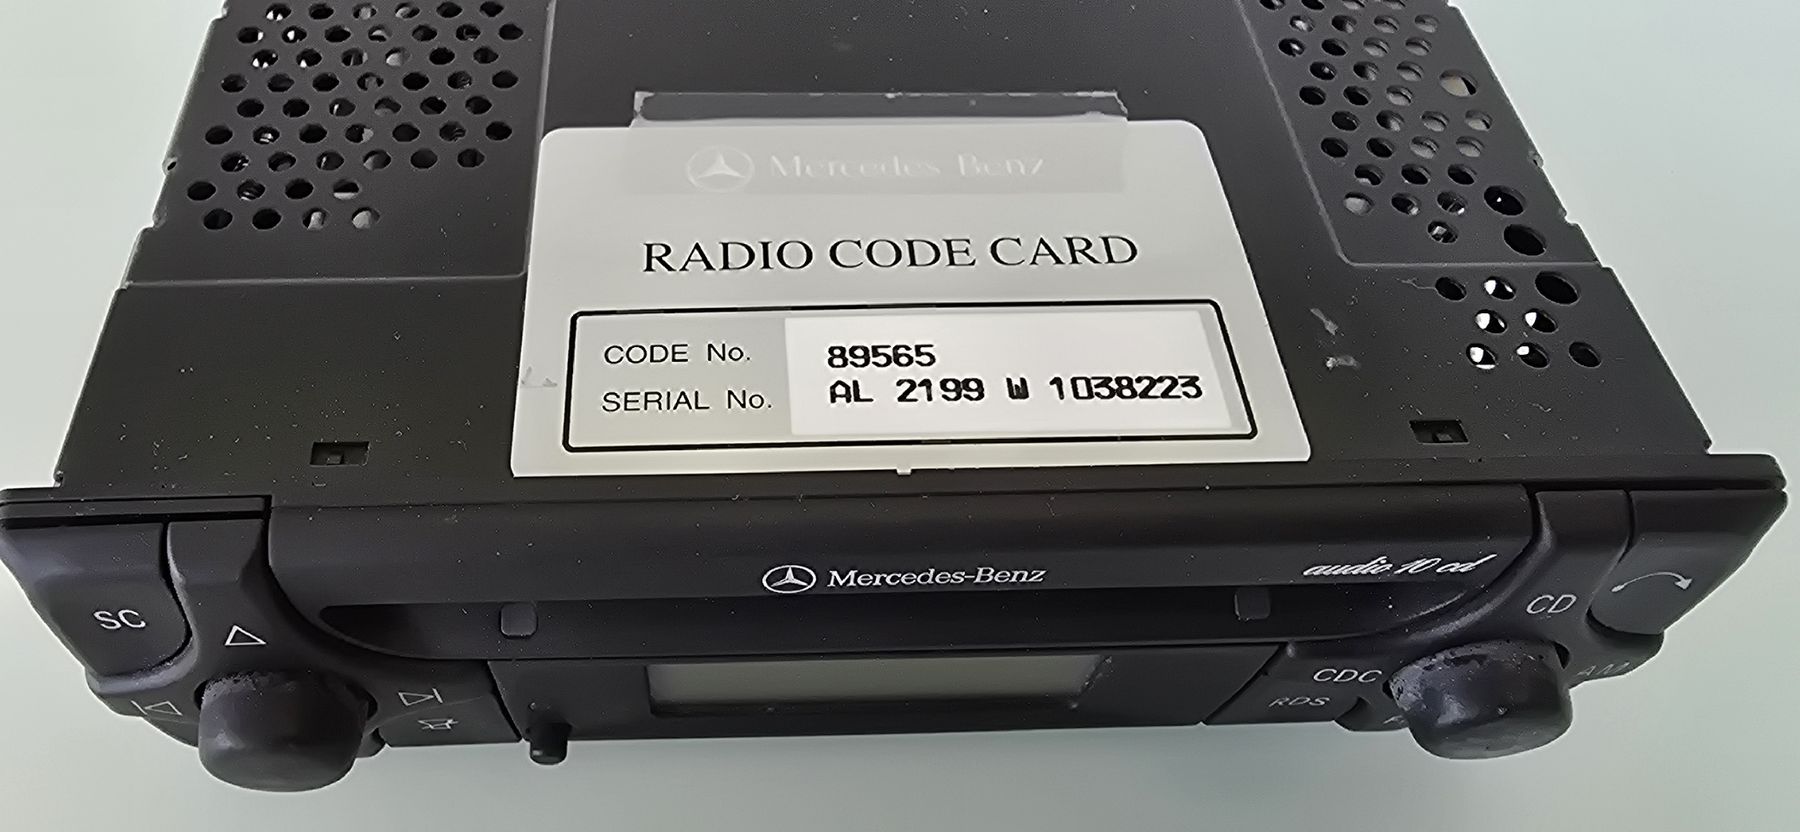 Mercedes Benz
RADIO CODE CARD
CODE No. 89565
SERIAL No. AL 2199 W 1038223
Mercedes-Benz
audio 10 cd
SC
CD
CDC
AM
RDS